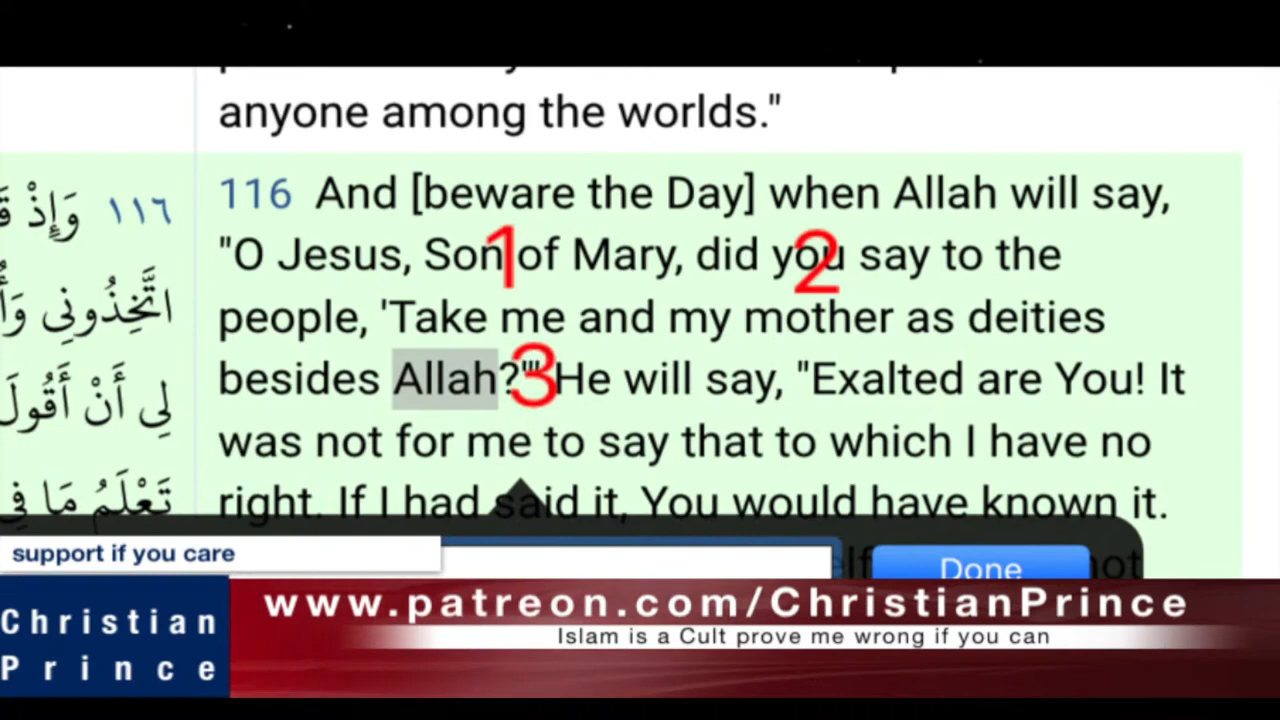 anyone among the worlds."
116 And [beware the Day] when Allah will say,
"O Jesus, Son of Mary, did you say to the
people, 'Take me and my mother as deities
besides Allah?'" He will say, "Exalted are You! It
was not for me to say that to which I have no
right. If I had said it, You would have known it.
1
2
3
١١٦ وَإِذْ
اتَّخِذُونِى
لِى أَنْ أَقُولَ
تَعْلَمُ مَا فِى
not
Done
support if you care
Christian
Prince
www.patreon.com/ChristianPrince
Islam is a Cult prove me wrong if you can